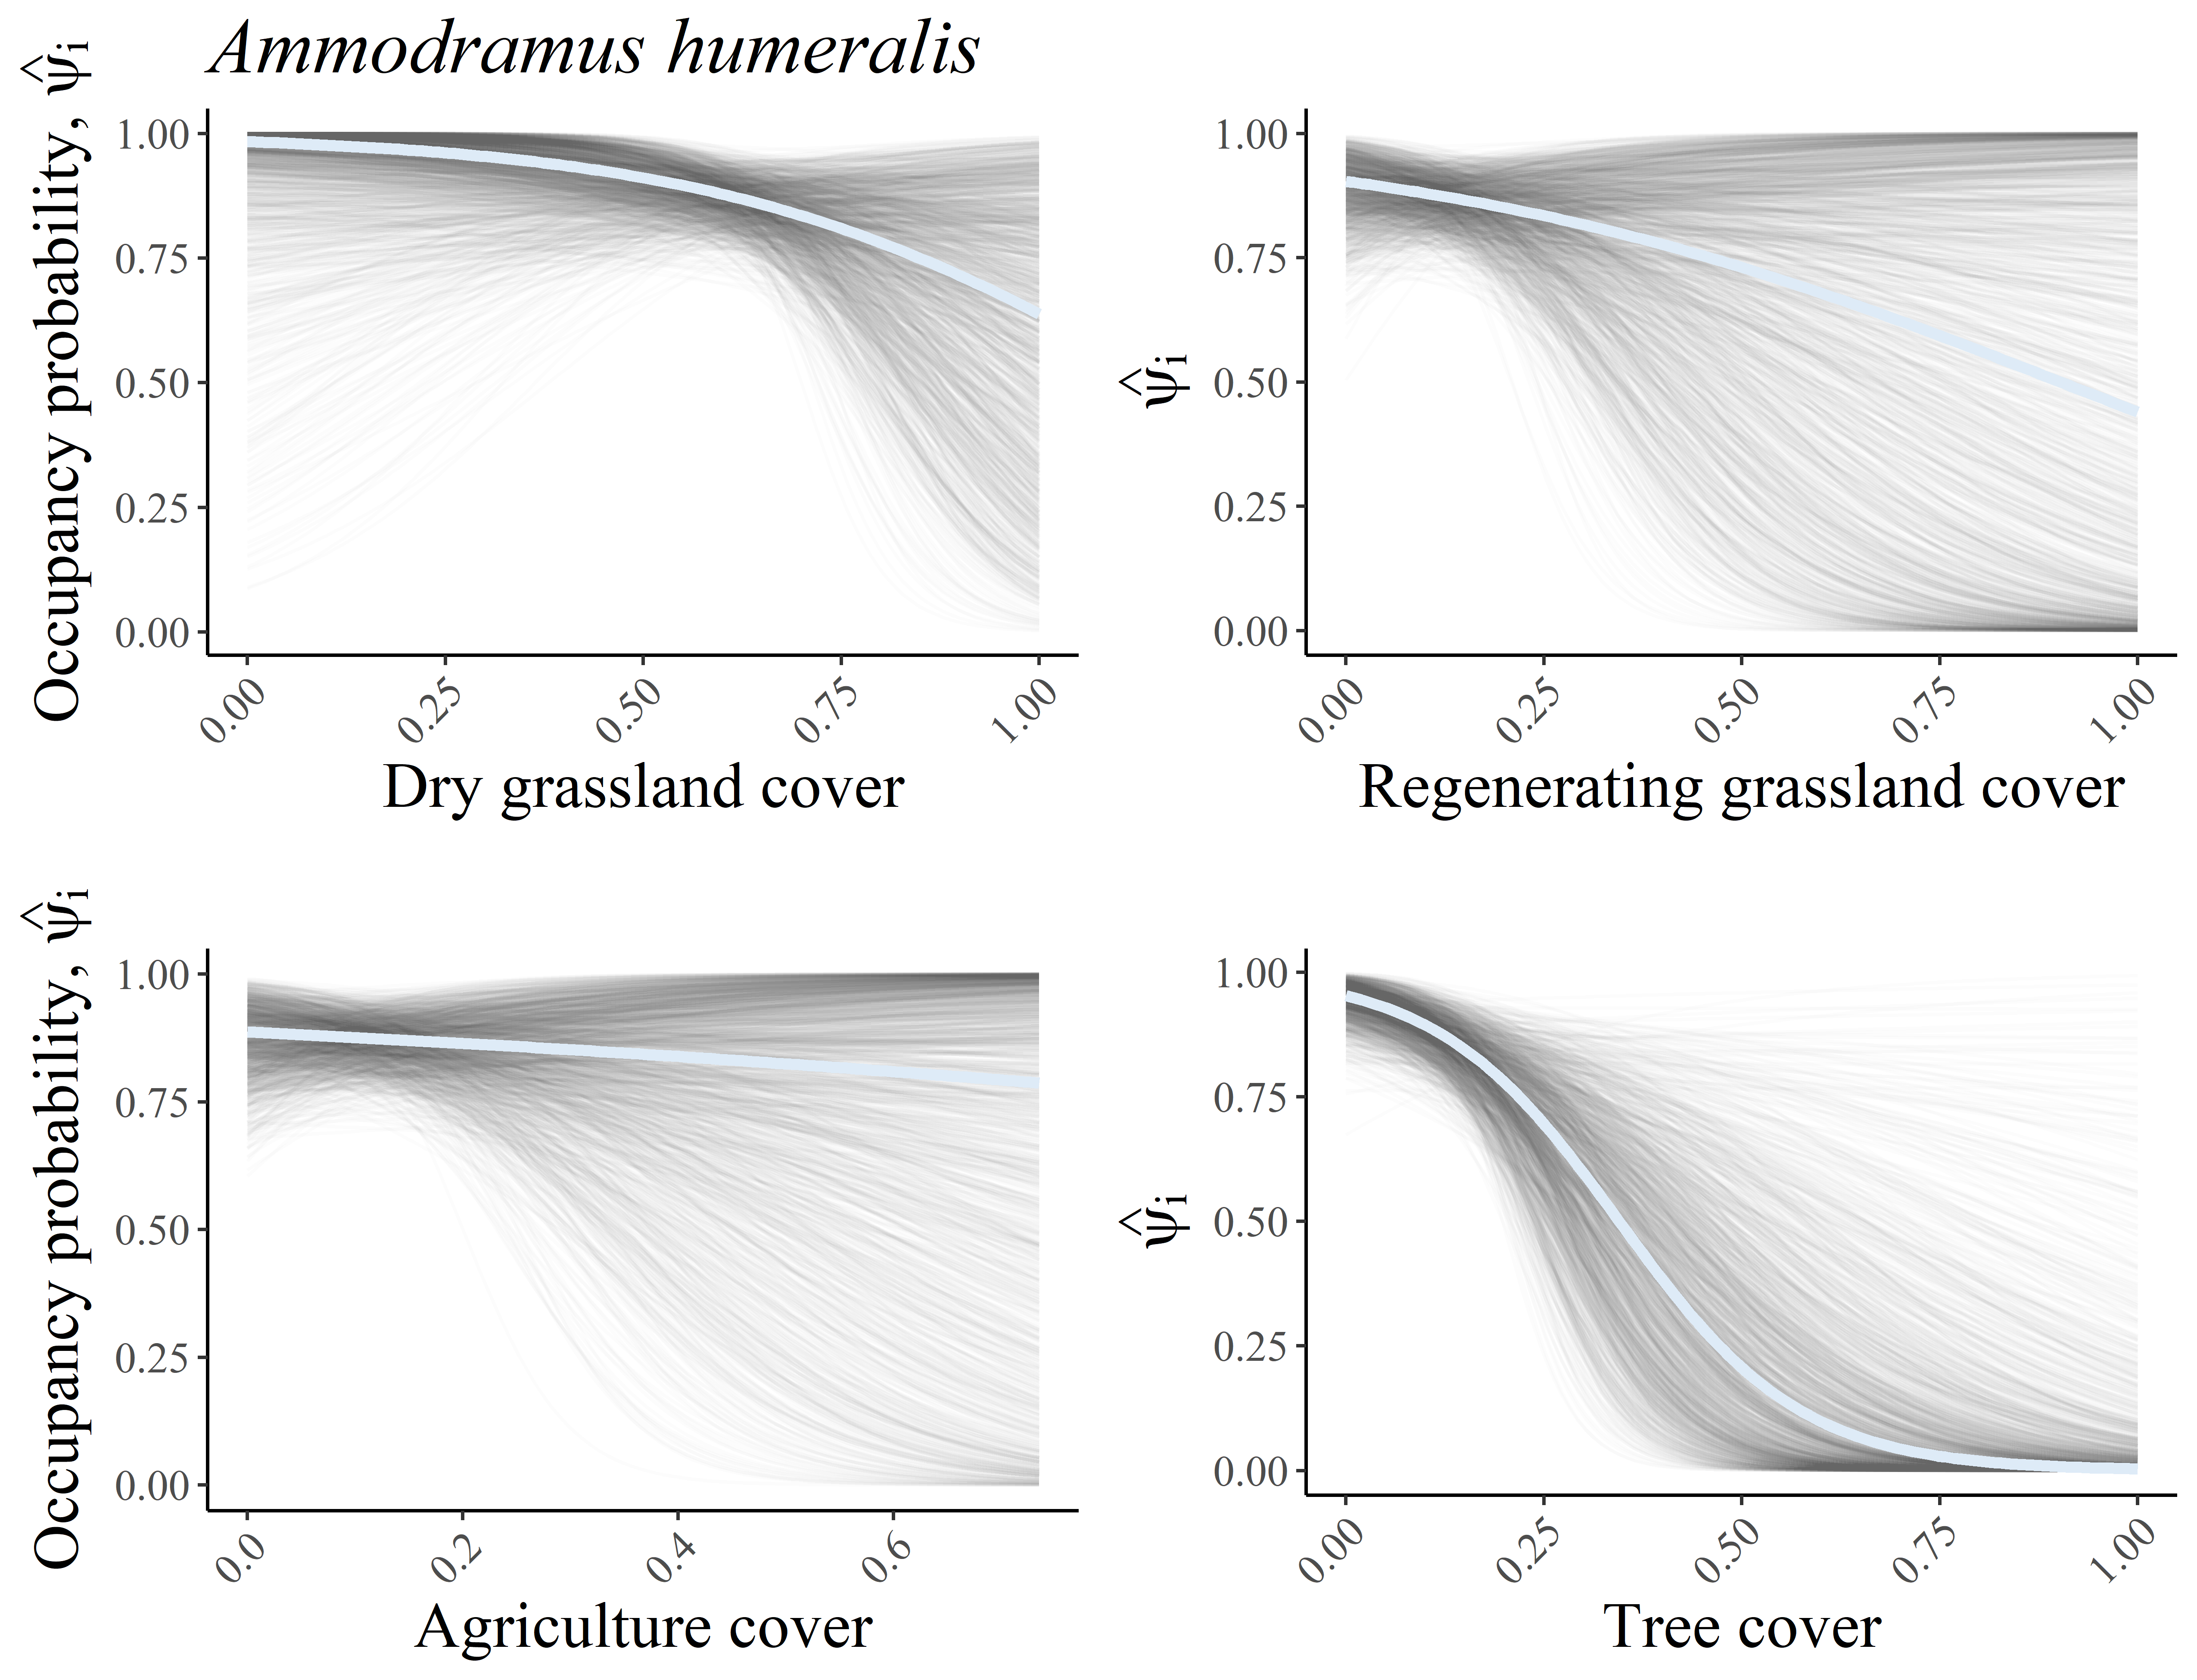 Ammodramus humeralis
Occupancy probability, ψ̂i
1.00
0.75
0.50
0.25
0.00
0.00 0.25 0.50 0.75 1.00
Dry grassland cover
ψ̂i
1.00
0.75
0.50
0.25
0.00
0.00 0.25 0.50 0.75 1.00
Regenerating grassland cover
Occupancy probability, ψ̂i
1.00
0.75
0.50
0.25
0.00
0.0 0.2 0.4 0.6
Agriculture cover
ψ̂i
1.00
0.75
0.50
0.25
0.00
0.00 0.25 0.50 0.75 1.00
Tree cover